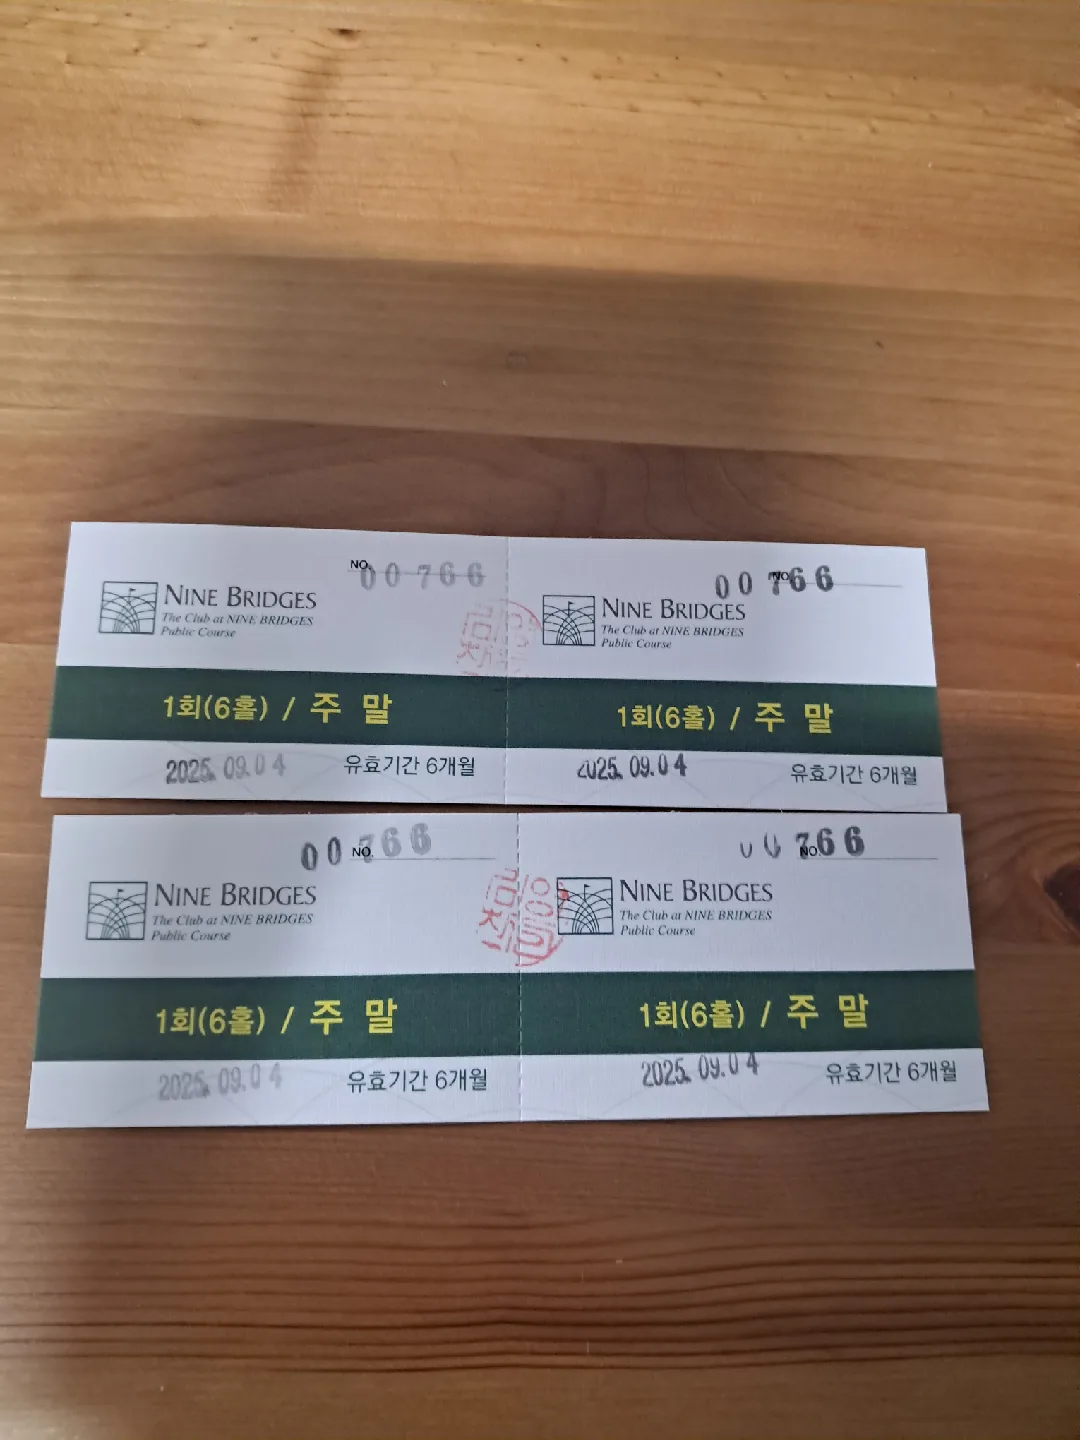 NO.
00766
NINE BRIDGES
The Club at NINE BRIDGES
Public Course
1회(6홀) / 주 말
2025. 09.04 유효기간 6개월
NO.
00766
NINE BRIDGES
The Club at NINE BRIDGES
Public Course
1회(6홀) / 주 말
2025. 09.04 유효기간 6개월
NO.
00766
NINE BRIDGES
The Club at NINE BRIDGES
Public Course
1회(6홀) / 주 말
2025. 09.04 유효기간 6개월
NO.
00766
NINE BRIDGES
The Club at NINE BRIDGES
Public Course
1회(6홀) / 주 말
2025. 09.04 유효기간 6개월